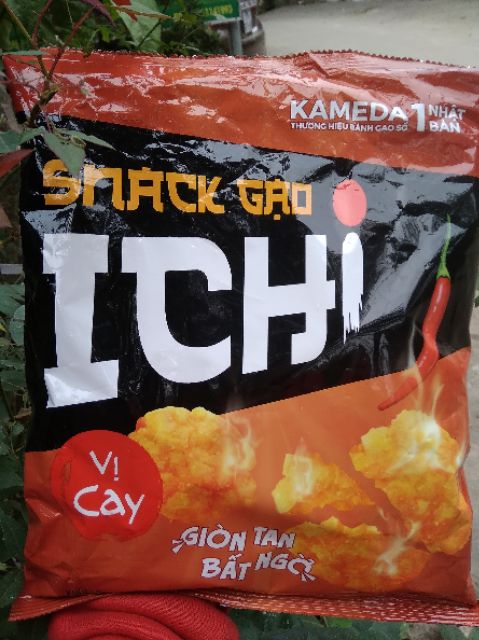 KAMEDA 1 NHẬT BẢN
THƯƠNG HIỆU BÁNH GẠO SỐ
SNACK GẠO
ICHi
Vị
Cay
GIÒN TAN
BẤT NGỜ!